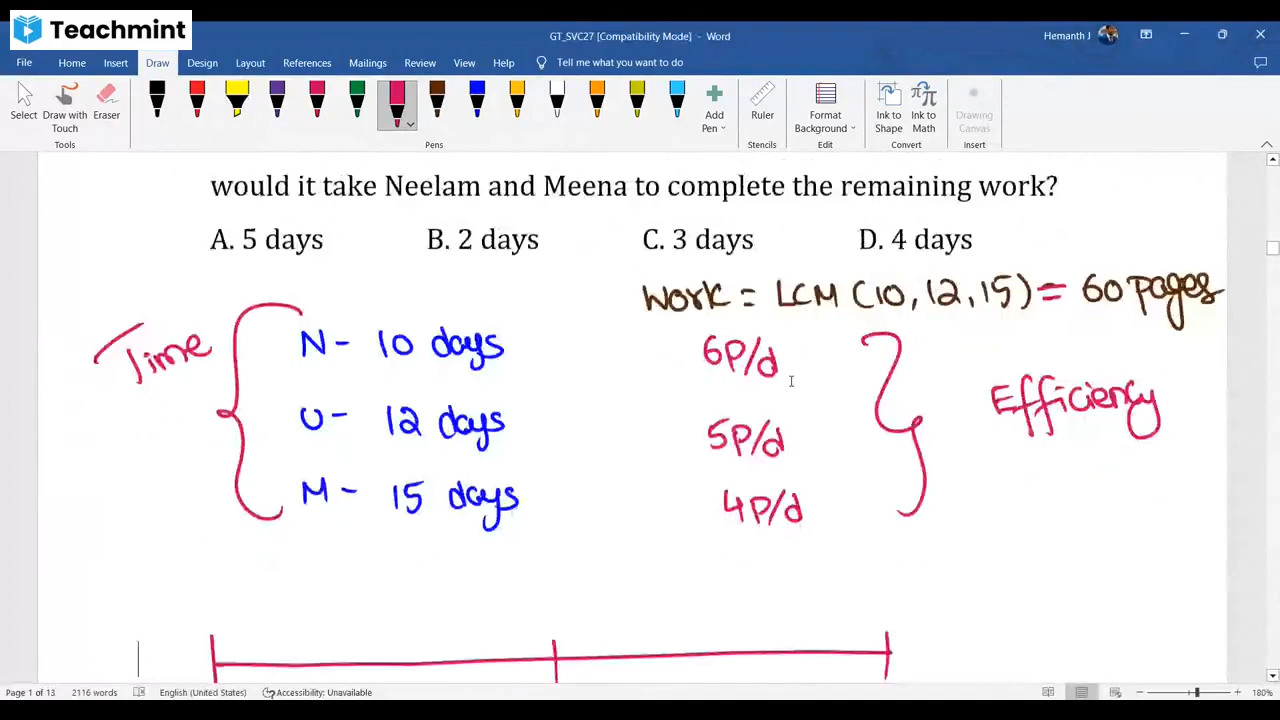 Teachmint
GT_SVC27 [Compatibility Mode] - Word
Hemanth J
File Home Insert Draw Design Layout References Mailings Review View Help Tell me what you want to do
Select Draw with Touch Eraser Add Pen Ruler Format Background Ink to Shape Ink to Math Drawing Canvas
Tools Pens Stencils Edit Convert Insert
would it take Neelam and Meena to complete the remaining work?
A. 5 days B. 2 days C. 3 days D. 4 days
Work = LCM (10, 12, 15) = 60 pages
Time N - 10 days 6P/d
U - 12 days 5P/d Efficiency
M - 15 days 4P/d
Page 1 of 13 2116 words English (United States) Accessibility: Unavailable 180%